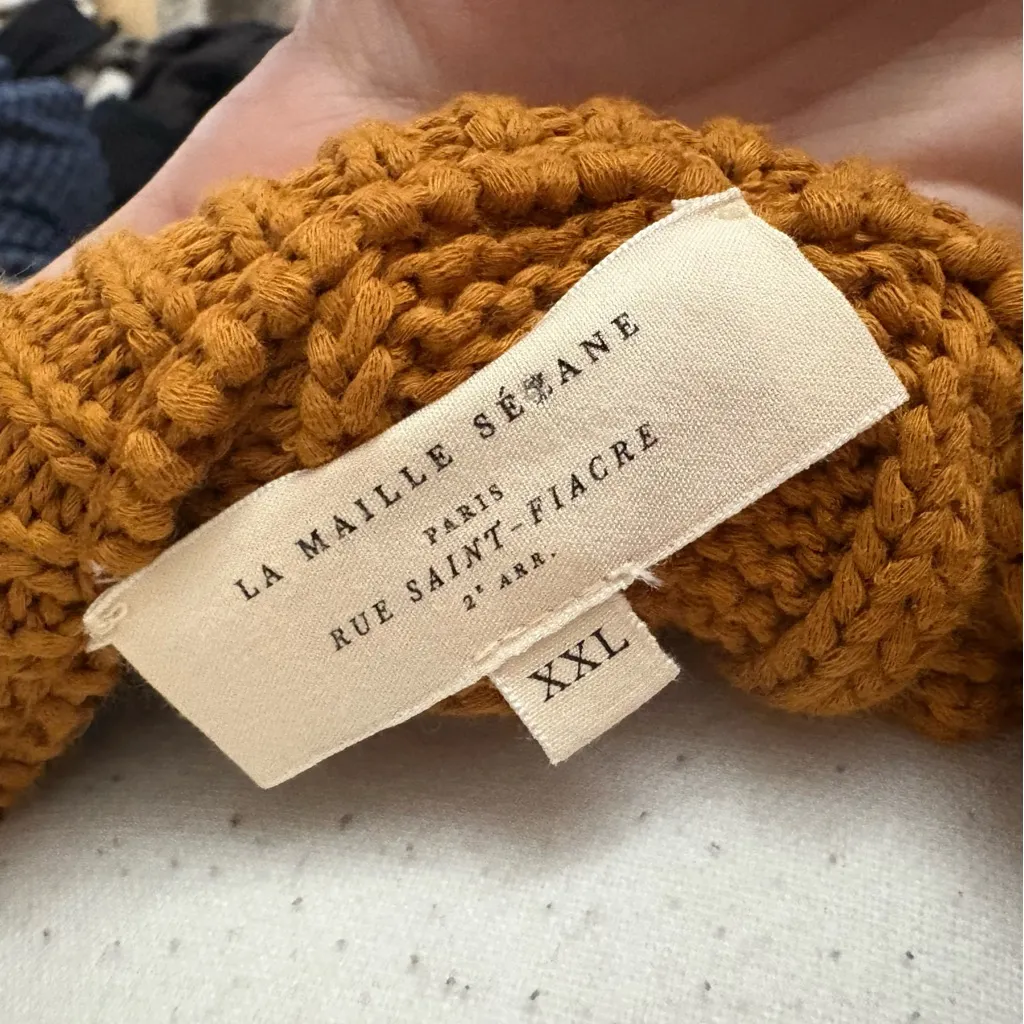 LA MAILLE SÉZANE
PARIS
RUE SAINT-FIACRE
2ᵉ ARR.
XXL